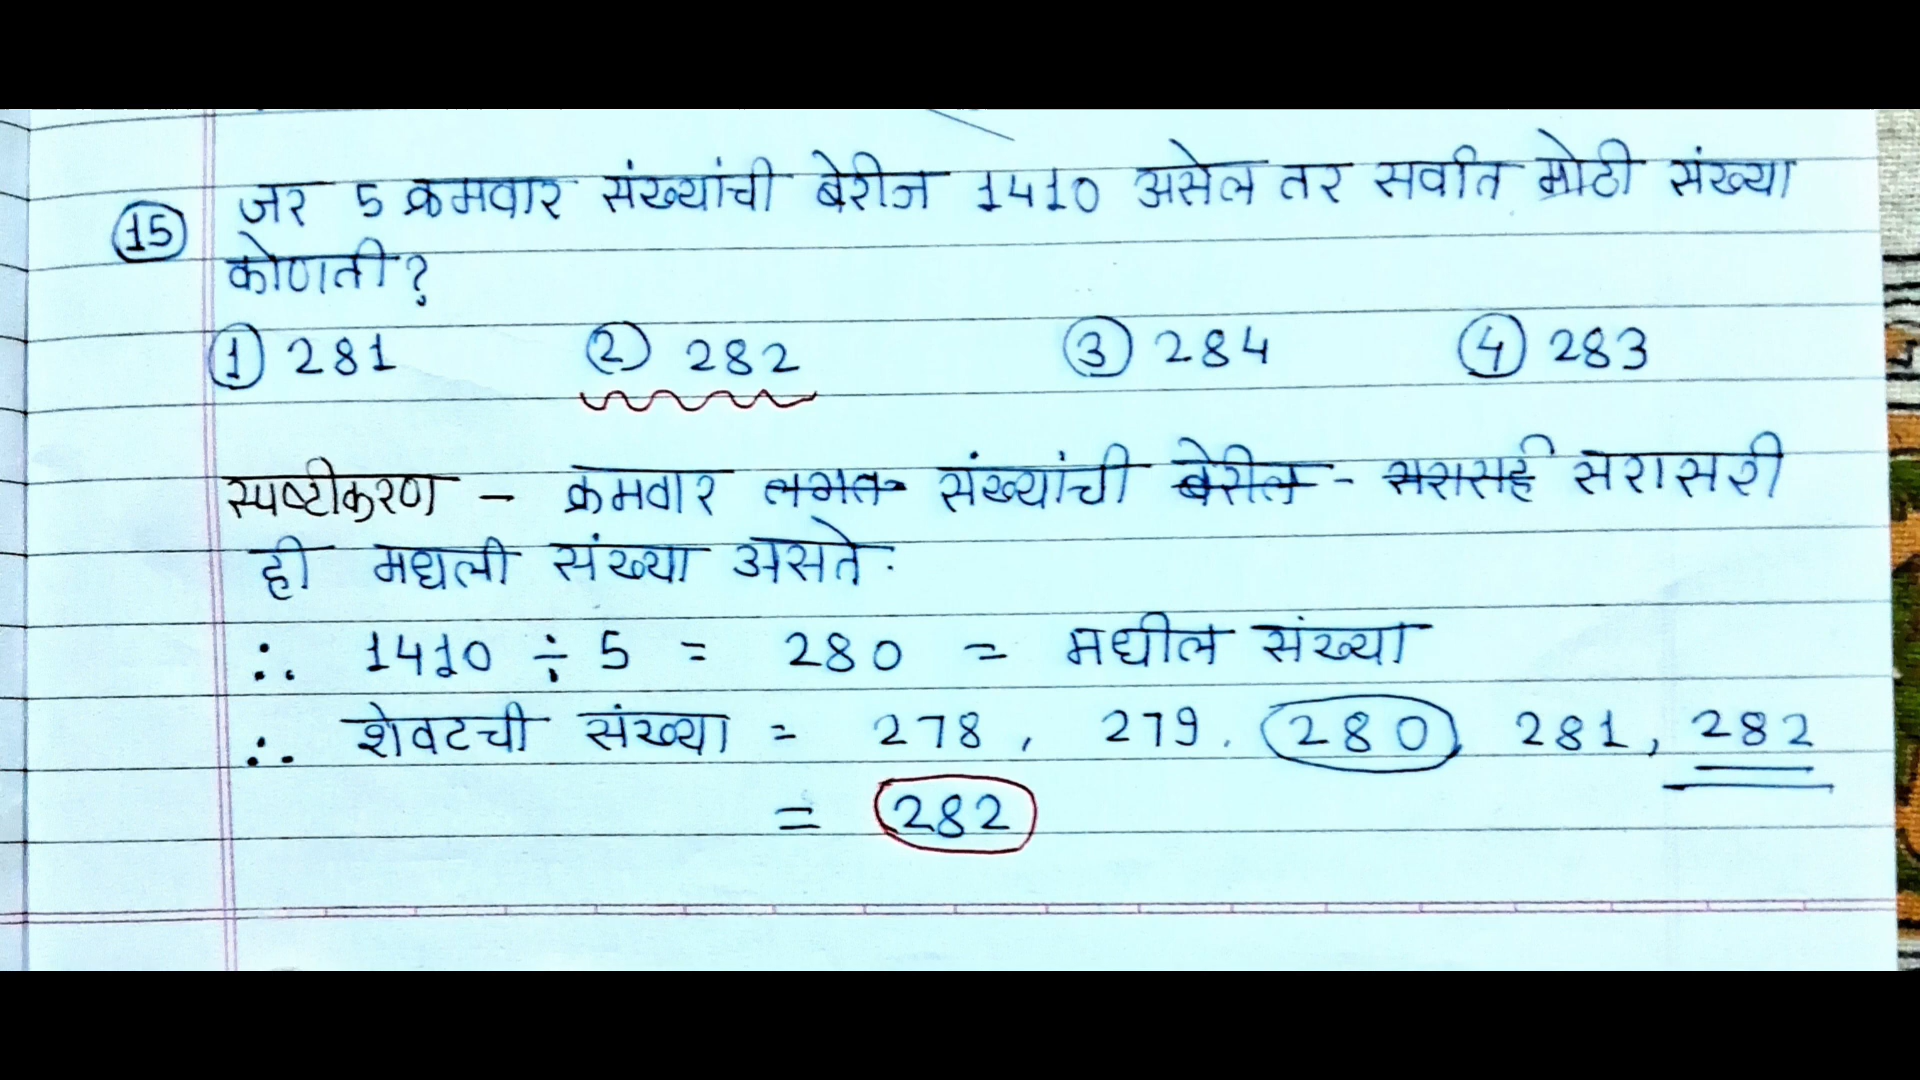 15 जर 5 क्रमवार संख्यांची बेरीज 1410 असेल तर सर्वात मोठी संख्या
कोणती?
1 281 2 282 3 284 4 283
स्पष्टीकरण - क्रमवार संख्यांची - सरासरी
ही मधली संख्या असते.
∴ 1410 ÷ 5 = 280 = मधील संख्या
∴ शेवटची संख्या = 278, 279, 280, 281, 282
= 282